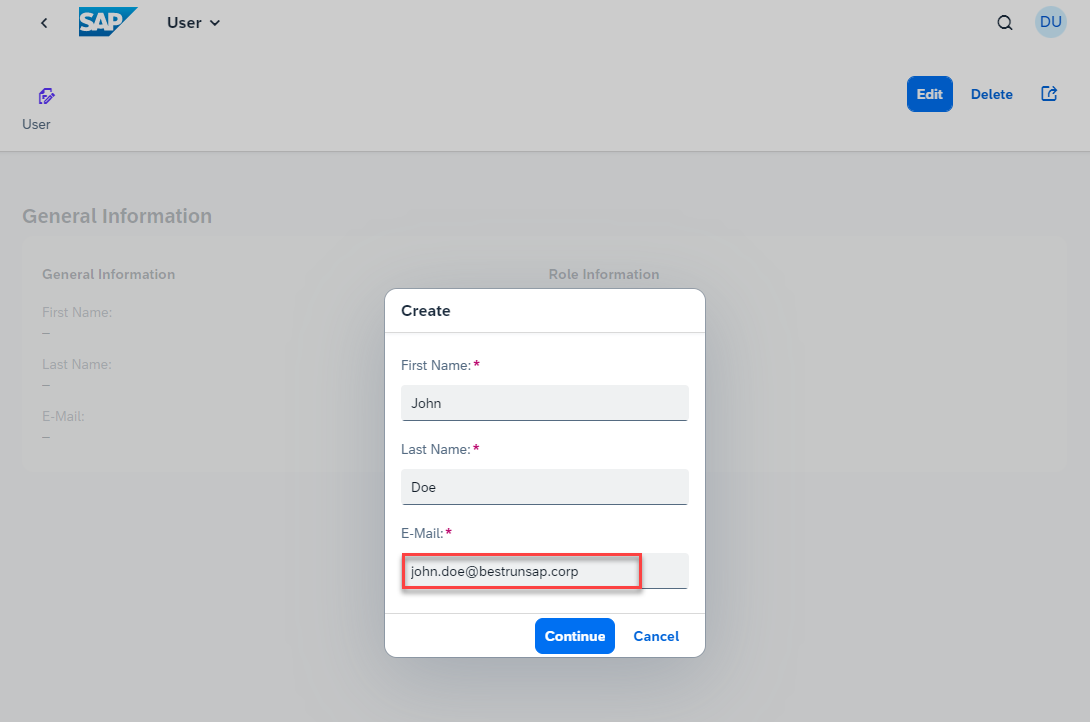 SAP
User
DU
User
Edit
Delete
General Information
General Information
Role Information
First Name:
–
Last Name:
–
E-Mail:
–
Create
First Name:*
John
Last Name:*
Doe
E-Mail:*
john.doe@bestrunsap.corp
Continue
Cancel